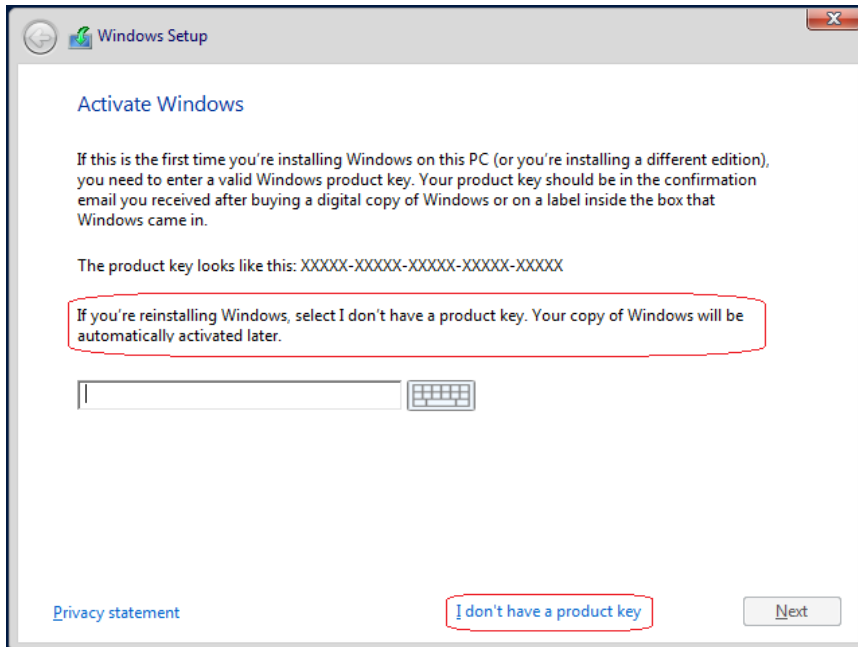 Windows Setup
Activate Windows
If this is the first time you're installing Windows on this PC (or you're installing a different edition),
you need to enter a valid Windows product key. Your product key should be in the confirmation
email you received after buying a digital copy of Windows or on a label inside the box that
Windows came in.
The product key looks like this: XXXXX-XXXXX-XXXXX-XXXXX-XXXXX
If you're reinstalling Windows, select I don't have a product key. Your copy of Windows will be
automatically activated later.
Privacy statement
I don't have a product key
Next